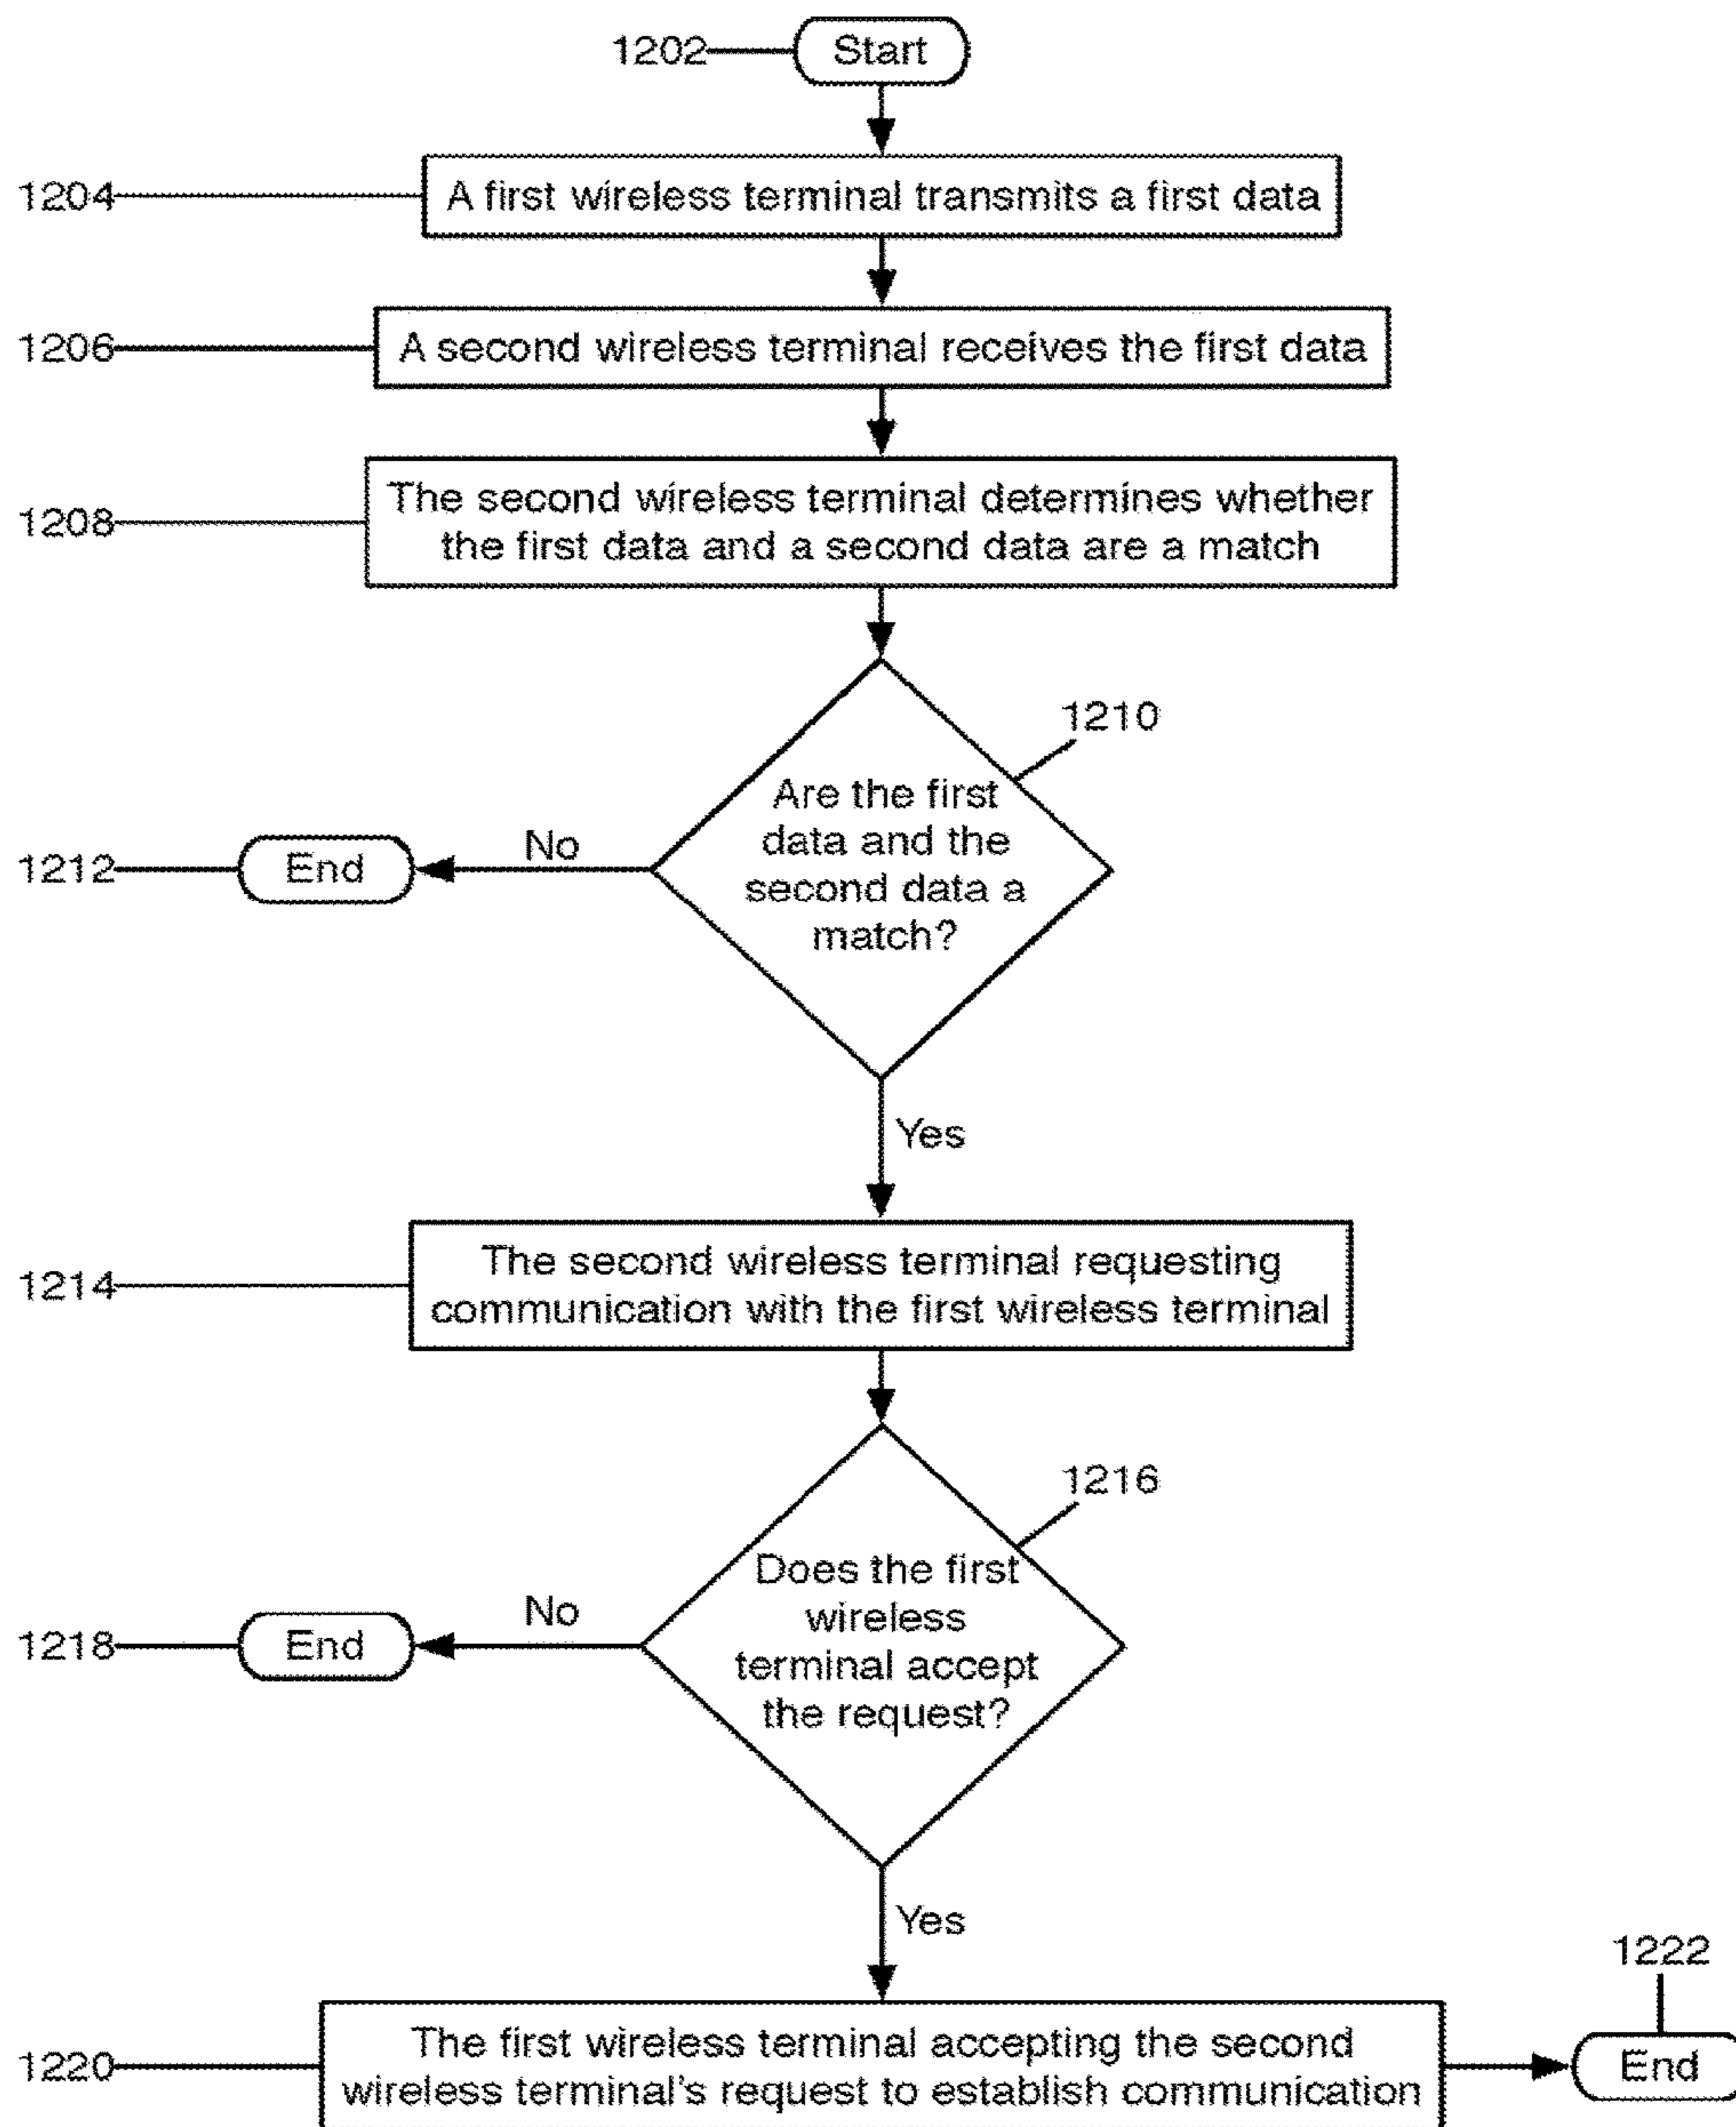 1202
Start
1204
A first wireless terminal transmits a first data
1206
A second wireless terminal receives the first data
1208
The second wireless terminal determines whether
the first data and a second data are a match
1210
Are the first
data and the
second data a
match?
No
1212
End
Yes
1214
The second wireless terminal requesting
communication with the first wireless terminal
1216
Does the first
wireless
terminal accept
the request?
No
1218
End
Yes
1220
The first wireless terminal accepting the second
wireless terminal's request to establish communication
1222
End